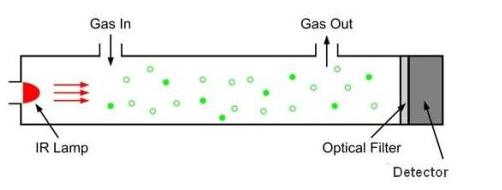 Gas In
Gas Out
IR Lamp
Optical Filter
Detector